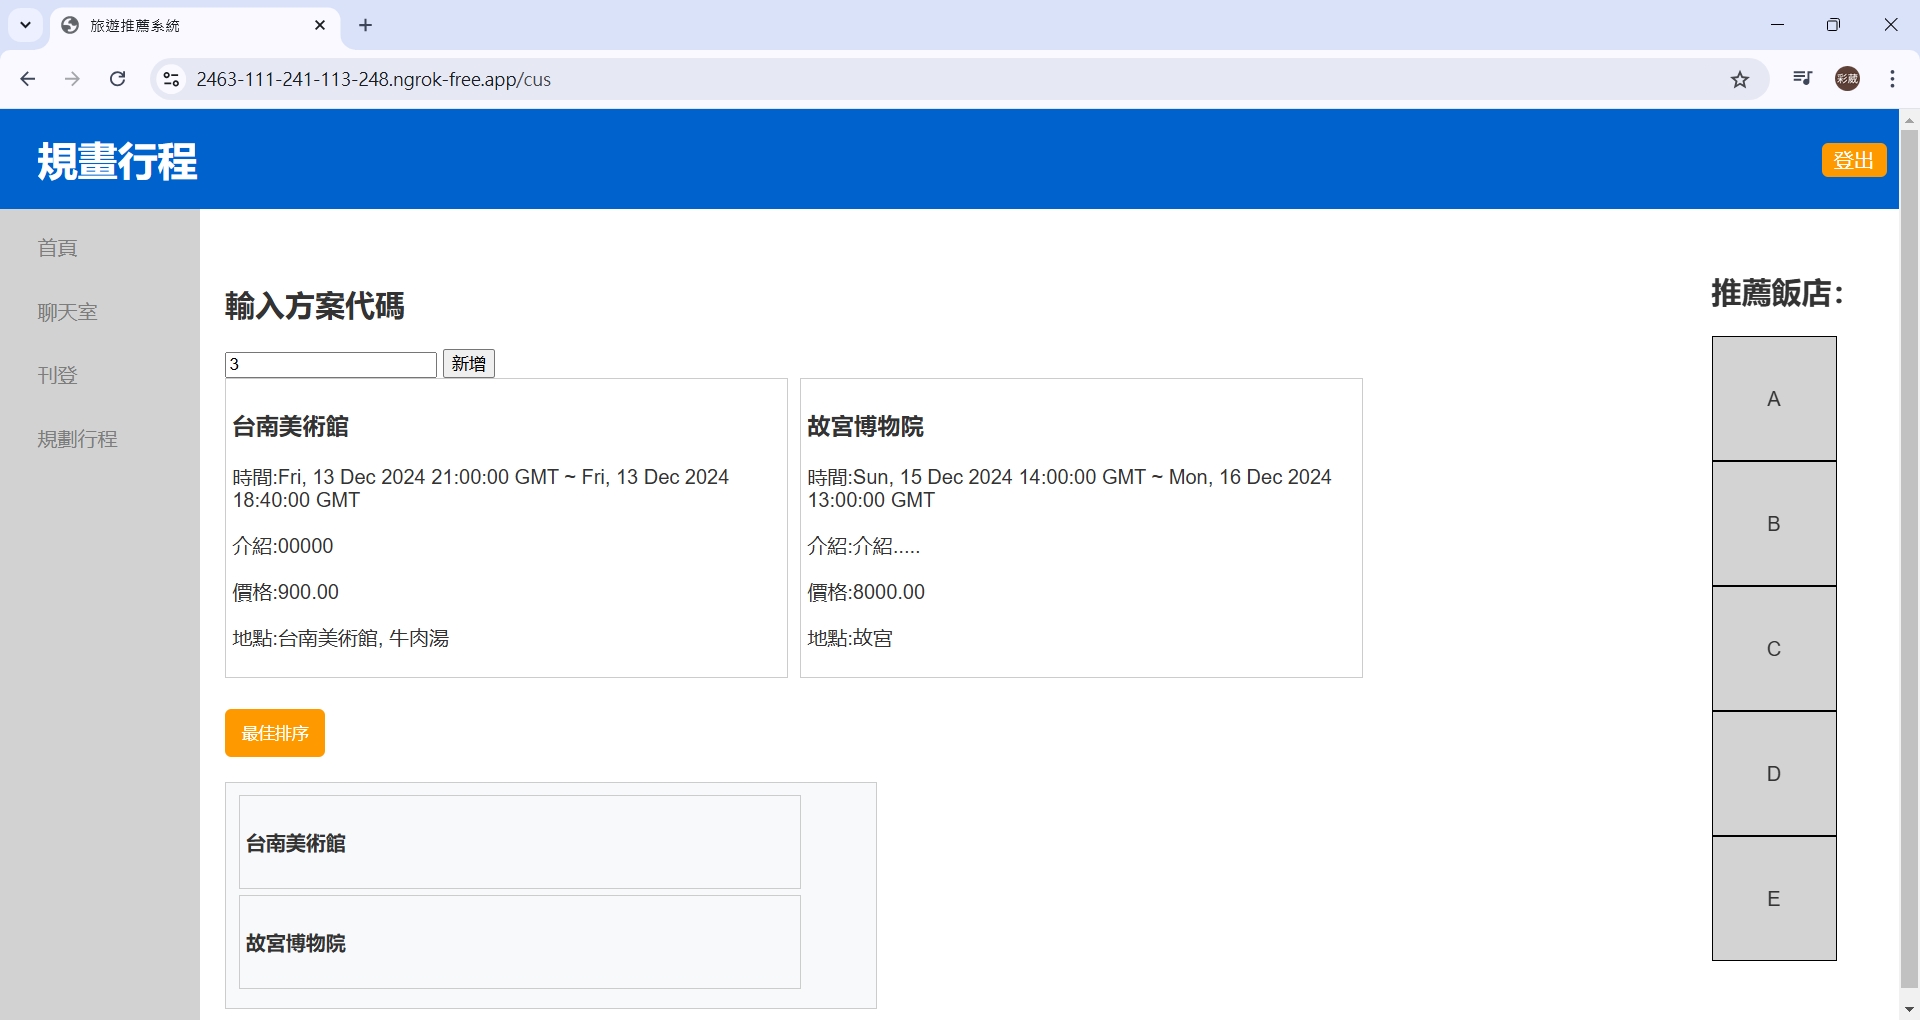 旅遊推薦系統
2463-111-241-113-248.ngrok-free.app/cus
彩葳
規畫行程
登出
首頁
聊天室
刊登
規劃行程
輸入方案代碼
3
新增
台南美術館
時間:Fri, 13 Dec 2024 21:00:00 GMT ~ Fri, 13 Dec 2024
18:40:00 GMT
介紹:00000
價格:900.00
地點:台南美術館, 牛肉湯
故宮博物院
時間:Sun, 15 Dec 2024 14:00:00 GMT ~ Mon, 16 Dec 2024
13:00:00 GMT
介紹:介紹.....
價格:8000.00
地點:故宮
最佳排序
台南美術館
故宮博物院
推薦飯店:
A
B
C
D
E